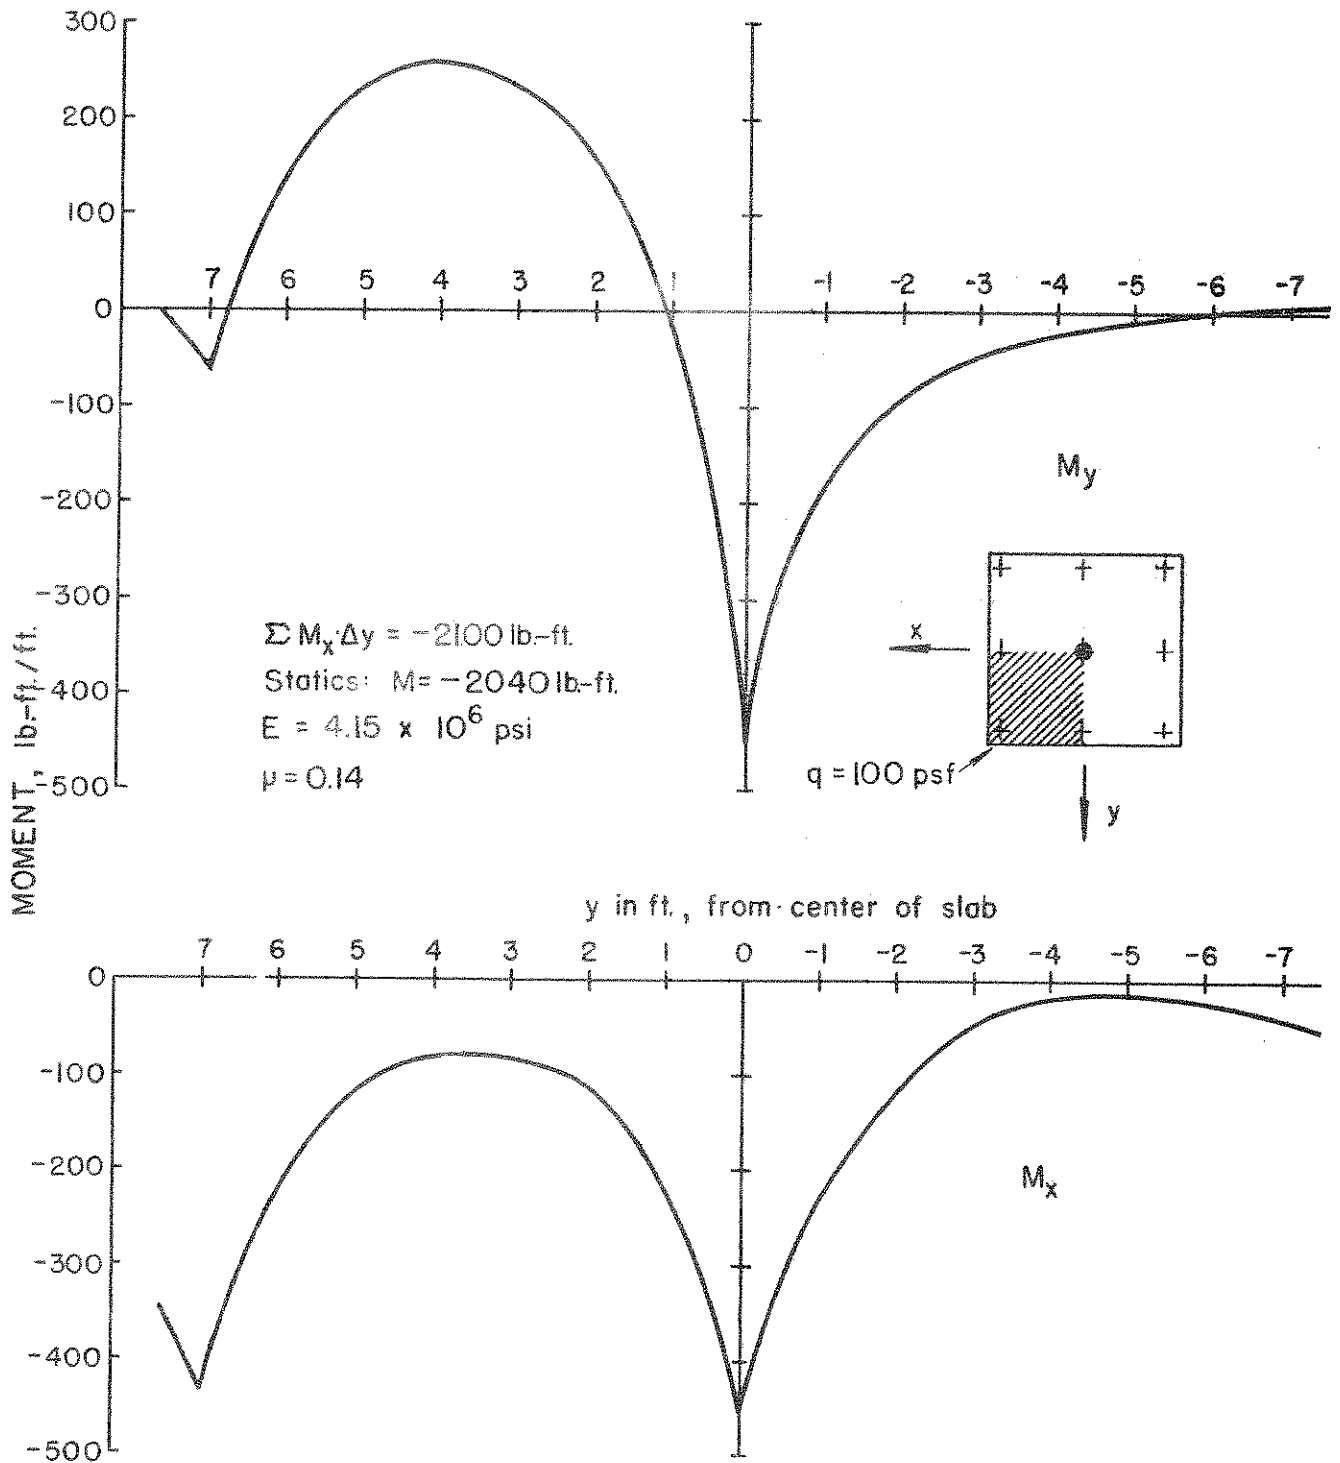 300
200
100
0
-100
-200
-300
-400
-500
7 6 5 4 3 2 1 -1 -2 -3 -4 -5 -6 -7
MOMENT, lb.-ft./ft.
My
Σ Mx·Δy = -2100 lb.-ft.
Statics: M= -2040 lb.-ft.
E = 4.15 x 10⁶ psi
μ = 0.14
x
q = 100 psf
y
y in ft., from center of slab
7 6 5 4 3 2 1 0 -1 -2 -3 -4 -5 -6 -7
0
-100
-200
-300
-400
-500
Mx